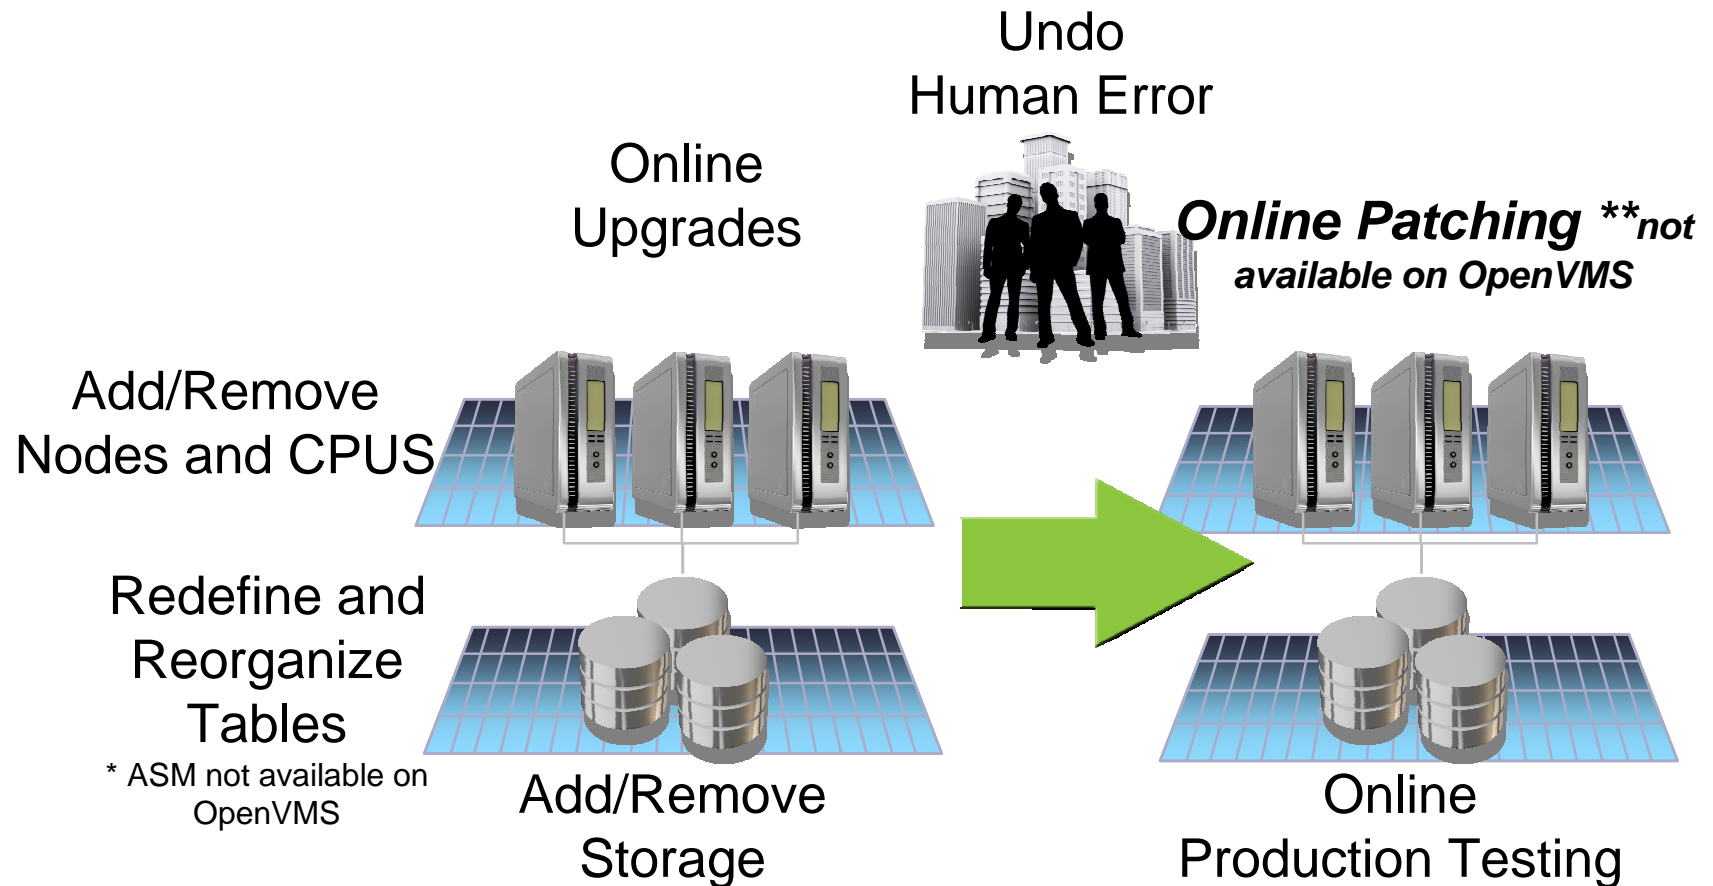 Undo
Human Error
Online
Upgrades
Online Patching **not
available on OpenVMS
Add/Remove
Nodes and CPUS
Redefine and
Reorganize
Tables
* ASM not available on
OpenVMS
Add/Remove
Storage
Online
Production Testing